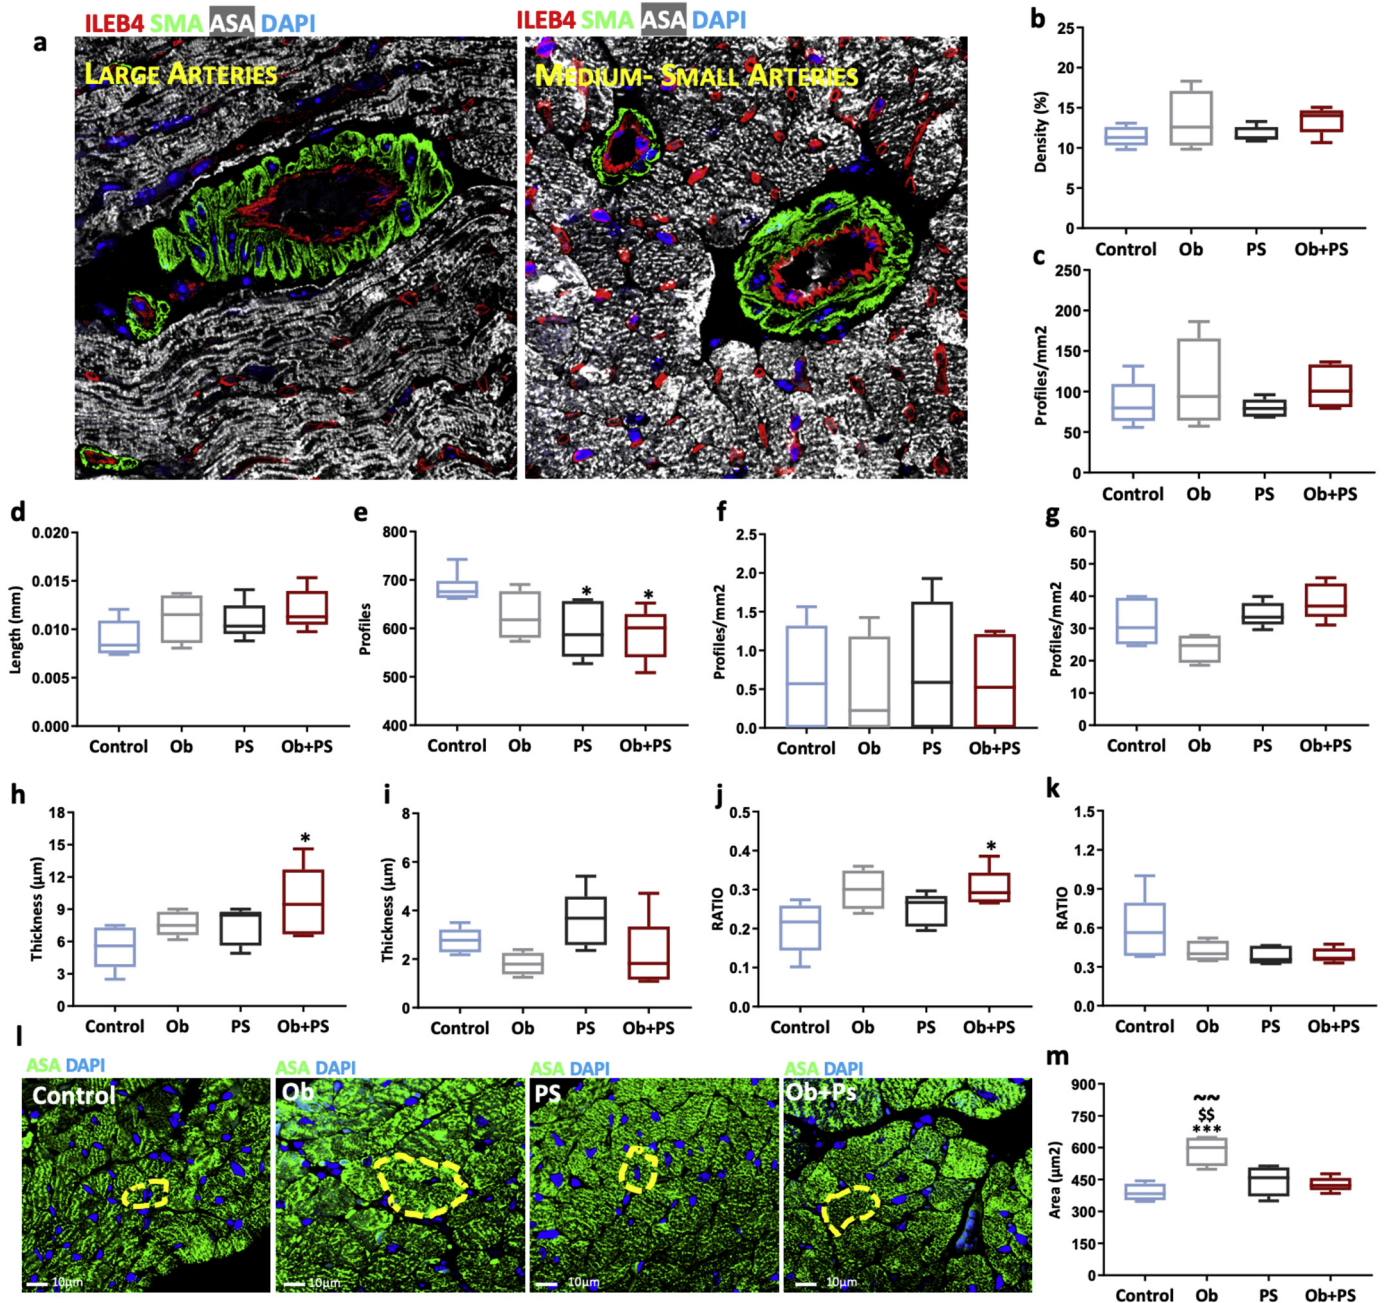 ILEB4 SMA ASA DAPI
ILEB4 SMA ASA DAPI
a
LARGE ARTERIES
MEDIUM- SMALL ARTERIES
b
25
15
10
5
0
Density (%)
Control Ob PS Ob+PS
c
250
200
150
100
50
0
Profiles/mm2
Control Ob PS Ob+PS
d
0.020
0.015
0.010
0.005
0.000
Length (mm)
Control Ob PS Ob+PS
e
800
700
600
500
400
Profiles
* *
Control Ob PS Ob+PS
f
2.5
2.0
1.5
1.0
0.5
0.0
Profiles/mm2
Control Ob PS Ob+PS
g
60
50
40
30
20
10
0
Profiles/mm2
Control Ob PS Ob+PS
h
18
15
12
9
6
3
0
Thickness (µm)
*
Control Ob PS Ob+PS
i
8
6
4
2
0
Thickness (µm)
Control Ob PS Ob+PS
j
0.5
0.4
0.3
0.2
0.1
0.0
RATIO
*
Control Ob PS Ob+PS
k
1.5
1.2
0.9
0.6
0.3
0.0
RATIO
Control Ob PS Ob+PS
l
ASA DAPI
Control
10µm
ASA DAPI
Ob
10µm
ASA DAPI
PS
10µm
ASA DAPI
Ob+Ps
10µm
m
900
750
600
450
300
150
0
Area (µm2)
~~
$$
***
Control Ob PS Ob+PS